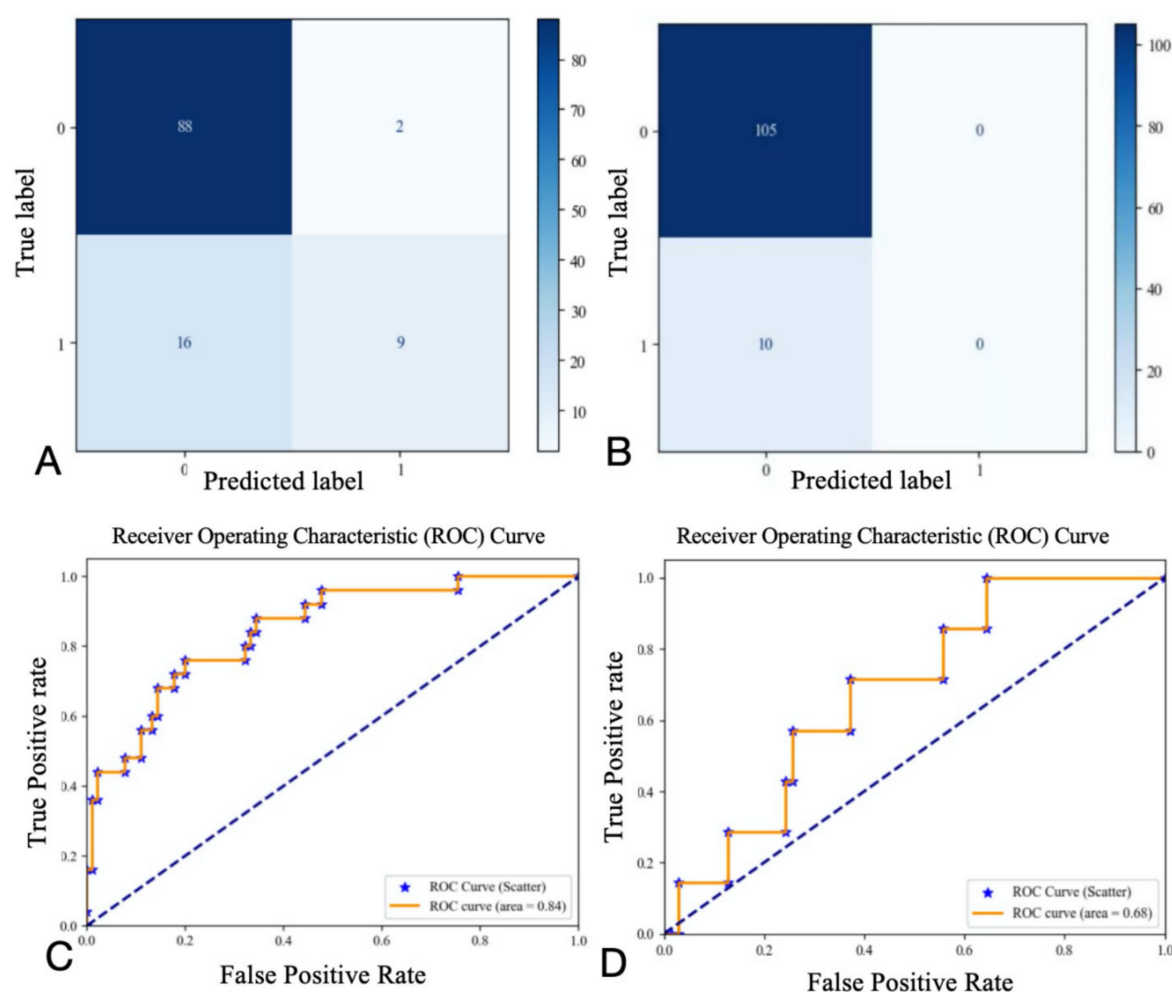 88
2
16
9
0
1
0
1
True label
Predicted label
80
70
60
50
40
30
20
10
A
105
0
10
0
0
1
0
1
True label
Predicted label
100
80
60
40
20
0
B
Receiver Operating Characteristic (ROC) Curve
1.0
0.8
0.6
0.4
0.2
0.0
True Positive rate
ROC Curve (Scatter)
ROC curve (area = 0.84)
0.0 0.2 0.4 0.6 0.8 1.0
False Positive Rate
C
Receiver Operating Characteristic (ROC) Curve
1.0
0.8
0.6
0.4
0.2
0.0
True Positive rate
ROC Curve (Scatter)
ROC curve (area = 0.68)
0.0 0.2 0.4 0.6 0.8 1.0
False Positive Rate
D